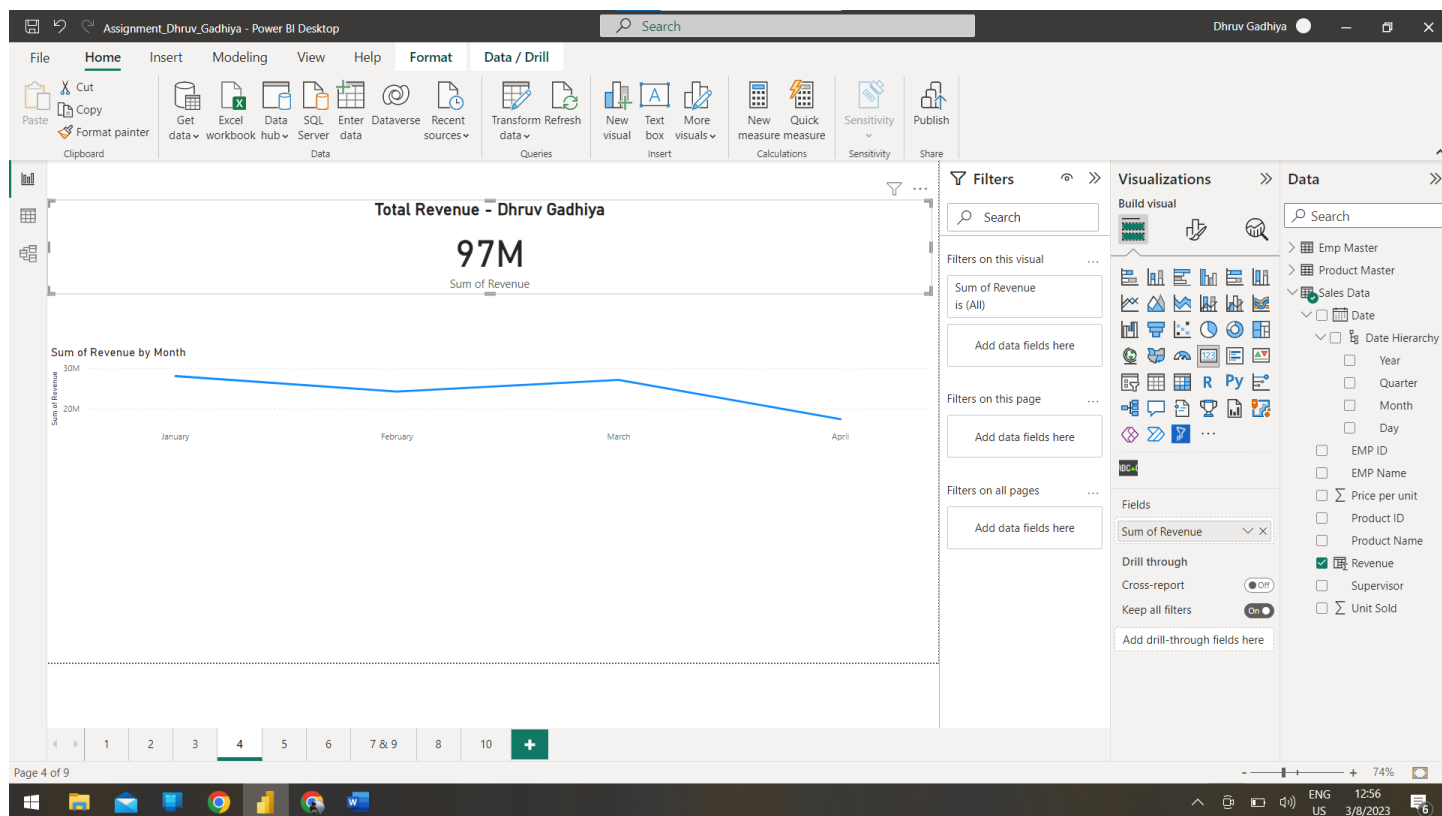 Assignment_Dhruv_Gadhiya - Power BI Desktop
Search
Dhruv Gadhiya
File Home Insert Modeling View Help Format Data / Drill
Paste
Cut
Copy
Format painter
Clipboard
Get data
Excel workbook
Data hub
SQL Server
Enter data
Dataverse
Recent sources
Data
Transform data
Refresh
Queries
New visual
Text box
More visuals
Insert
New measure
Quick measure
Calculations
Sensitivity
Sensitivity
Publish
Share
Total Revenue - Dhruv Gadhiya
97M
Sum of Revenue
Sum of Revenue by Month
Sum of Revenue
30M
20M
January February March April
Filters
Search
Filters on this visual
Sum of Revenue
is (All)
Add data fields here
Filters on this page
Add data fields here
Filters on all pages
Add data fields here
Visualizations
Build visual
123
R Py
Fields
Sum of Revenue
Drill through
Cross-report
Off
Keep all filters
On
Add drill-through fields here
Data
Search
Emp Master
Product Master
Sales Data
Date
Date Hierarchy
Year
Quarter
Month
Day
EMP ID
EMP Name
Price per unit
Product ID
Product Name
Revenue
Supervisor
Unit Sold
1 2 3 4 5 6 7 & 9 8 10 +
Page 4 of 9
- + 74%
ENG
US
12:56
3/8/2023
6